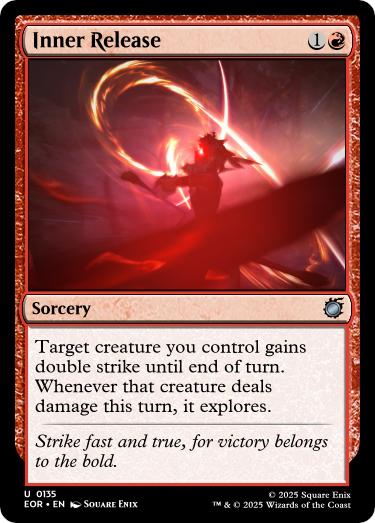 Inner Release 1
Sorcery
Target creature you control gains
double strike until end of turn.
Whenever that creature deals
damage this turn, it explores.
Strike fast and true, for victory belongs
to the bold.
U 0135
EOR • EN Square Enix
© 2025 Square Enix
™ & © 2025 Wizards of the Coast